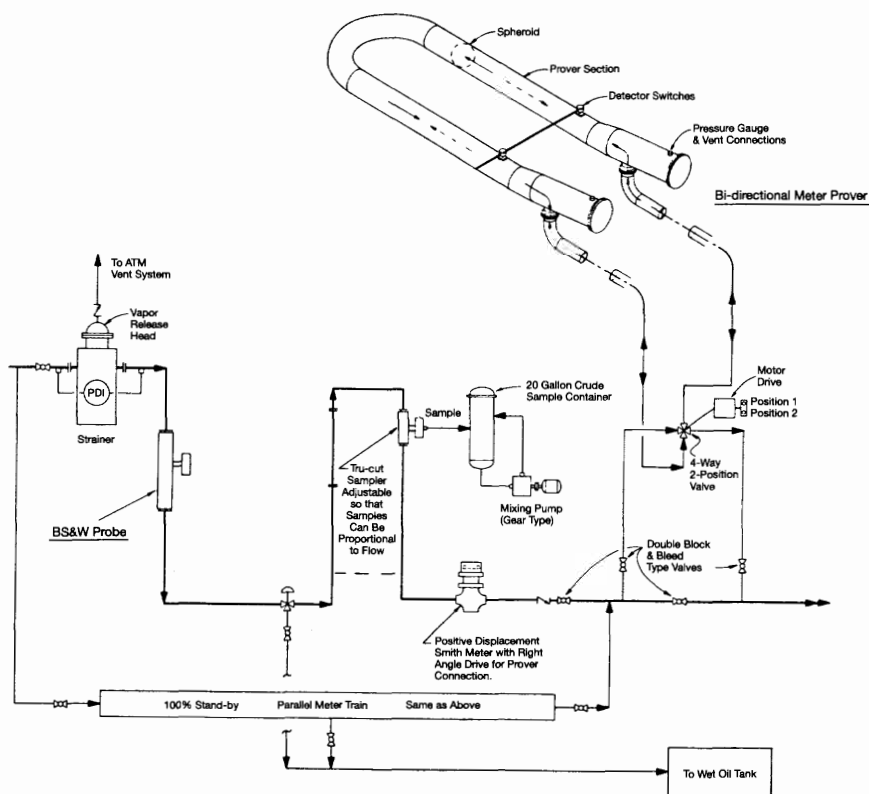 Spheroid
Prover Section
Detector Switches
Pressure Gauge
& Vent Connections
Bi-directional Meter Prover
To ATM
Vent System
Vapor
Release
Head
PDI
Strainer
BS&W Probe
Tru-cut
Sampler
Adjustable
so that
Samples
Can Be
Proportional
to Flow
Sample
20 Gallon Crude
Sample Container
Mixing Pump
(Gear Type)
Motor
Drive
Position 1
Position 2
4-Way
2-Position
Valve
Double Block
& Bleed
Type Valves
Positive Displacement
Smith Meter with Right
Angle Drive for Prover
Connection.
100% Stand-by Parallel Meter Train Same as Above
To Wet Oil Tank